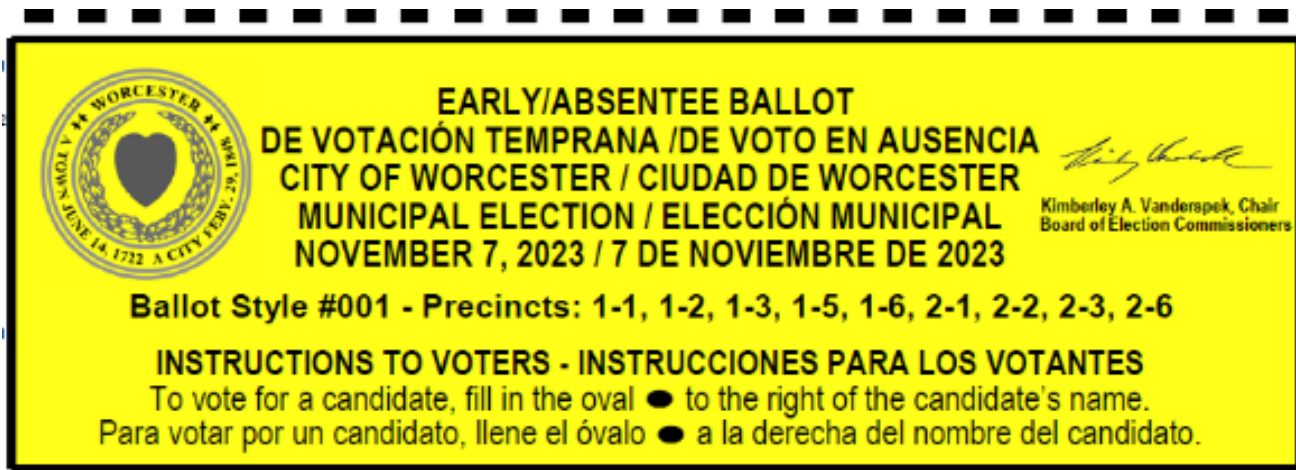 WORCESTER
A TOWN JUNE 14, 1722 A CITY FEBY. 29, 1848
EARLY/ABSENTEE BALLOT
DE VOTACIÓN TEMPRANA /DE VOTO EN AUSENCIA
CITY OF WORCESTER / CIUDAD DE WORCESTER
MUNICIPAL ELECTION / ELECCIÓN MUNICIPAL
NOVEMBER 7, 2023 / 7 DE NOVIEMBRE DE 2023
Kimberley A. Vanderspek, Chair
Board of Election Commissioners
Ballot Style #001 - Precincts: 1-1, 1-2, 1-3, 1-5, 1-6, 2-1, 2-2, 2-3, 2-6
INSTRUCTIONS TO VOTERS - INSTRUCCIONES PARA LOS VOTANTES
To vote for a candidate, fill in the oval to the right of the candidate's name.
Para votar por un candidato, llene el óvalo a la derecha del nombre del candidato.